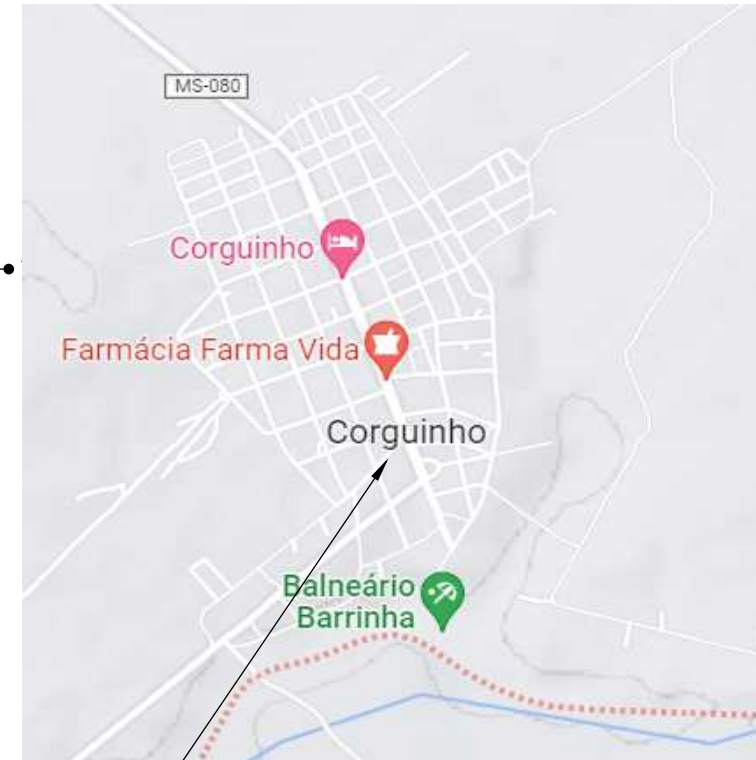 MS-080
Corguinho
Farmácia Farma Vida
Corguinho
Balneário
Barrinha